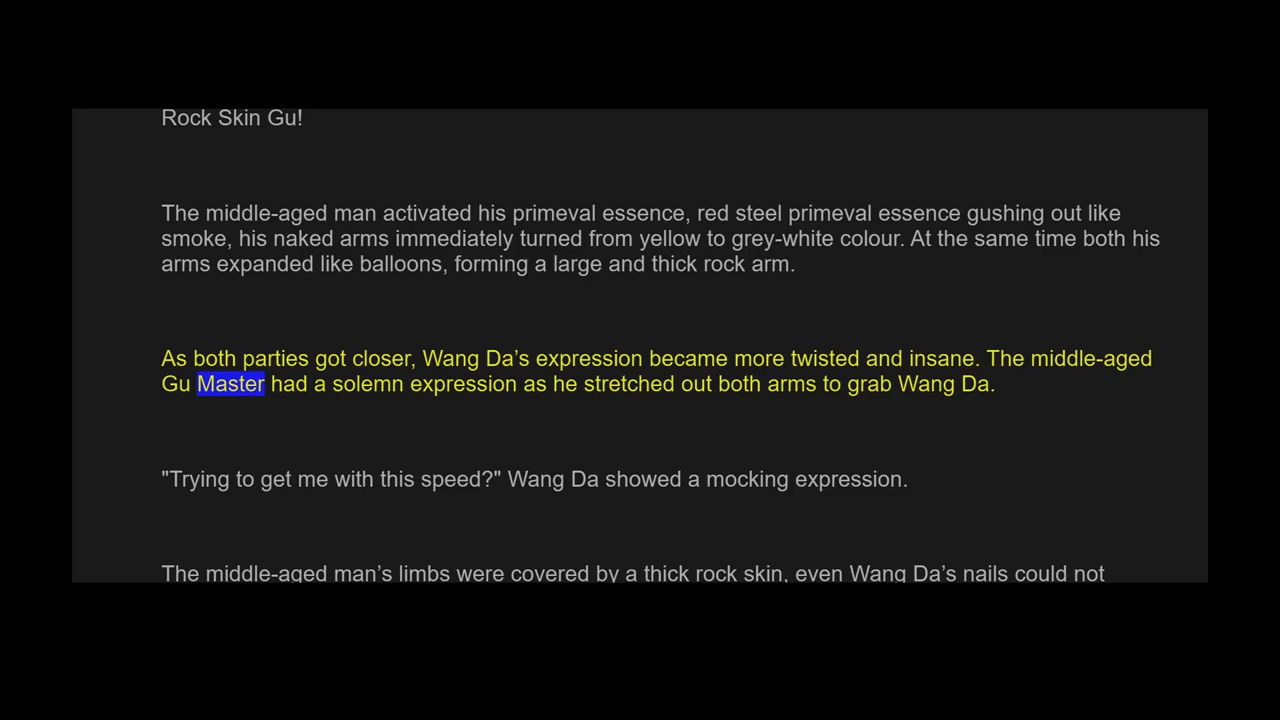 Rock Skin Gu!
The middle-aged man activated his primeval essence, red steel primeval essence gushing out like
smoke, his naked arms immediately turned from yellow to grey-white colour. At the same time both his
arms expanded like balloons, forming a large and thick rock arm.
As both parties got closer, Wang Da’s expression became more twisted and insane. The middle-aged
Gu Master had a solemn expression as he stretched out both arms to grab Wang Da.
"Trying to get me with this speed?" Wang Da showed a mocking expression.
The middle-aged man’s limbs were covered by a thick rock skin, even Wang Da’s nails could not